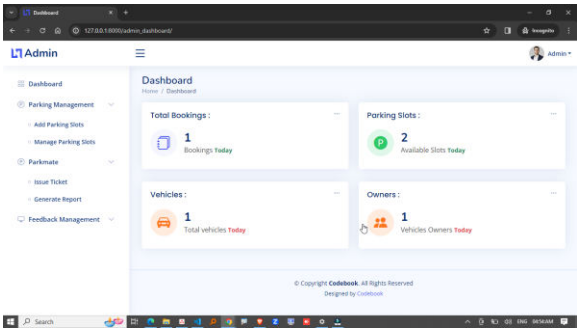 Dashboard
127.0.0.1:8000/admin_dashboard/
Incognito
Admin
Admin
Dashboard
Parking Management
Add Parking Slots
Manage Parking Slots
Parkmate
Issue Ticket
Generate Report
Feedback Management
Dashboard
Home / Dashboard
Total Bookings :
1
Bookings Today
Parking Slots :
P
2
Available Slots Today
Vehicles :
1
Total vehicles Today
Owners :
1
Vehicles Owners Today
© Copyright Codebook. All Rights Reserved
Designed by Codebook
Search
ENG